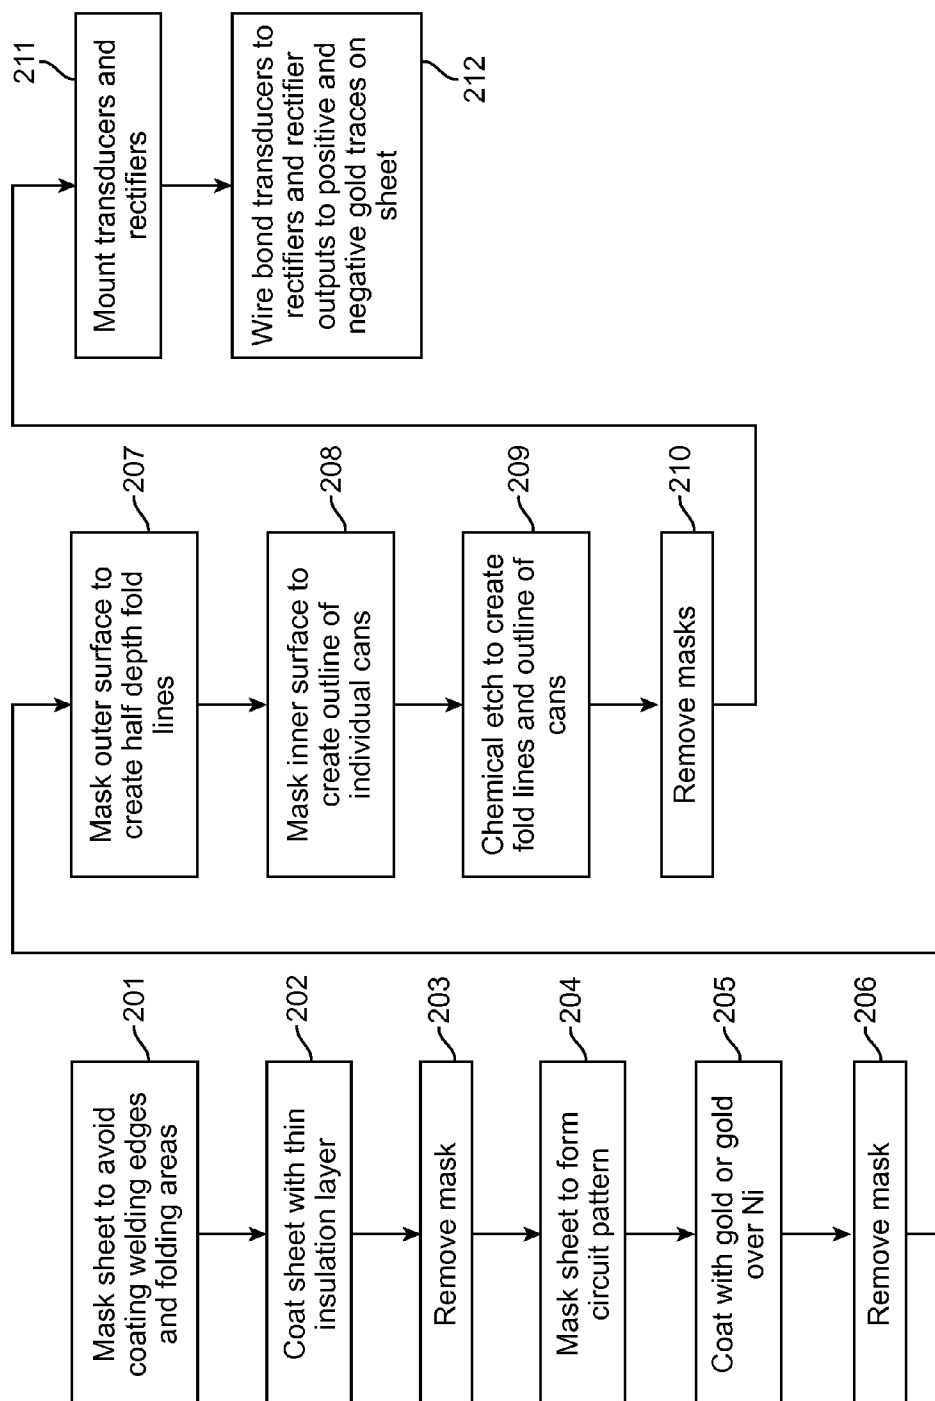 Mask sheet to avoid
coating welding edges
and folding areas
201
Coat sheet with thin
insulation layer
202
Remove mask
203
Mask sheet to form
circuit pattern
204
Coat with gold or gold
over Ni
205
Remove mask
206
Mask outer surface to
create half depth fold
lines
207
Mask inner surface to
create outline of
individual cans
208
Chemical etch to create
fold lines and outline of
cans
209
Remove masks
210
Mount transducers and
rectifiers
211
Wire bond transducers to
rectifiers and rectifier
outputs to positive and
negative gold traces on
sheet
212